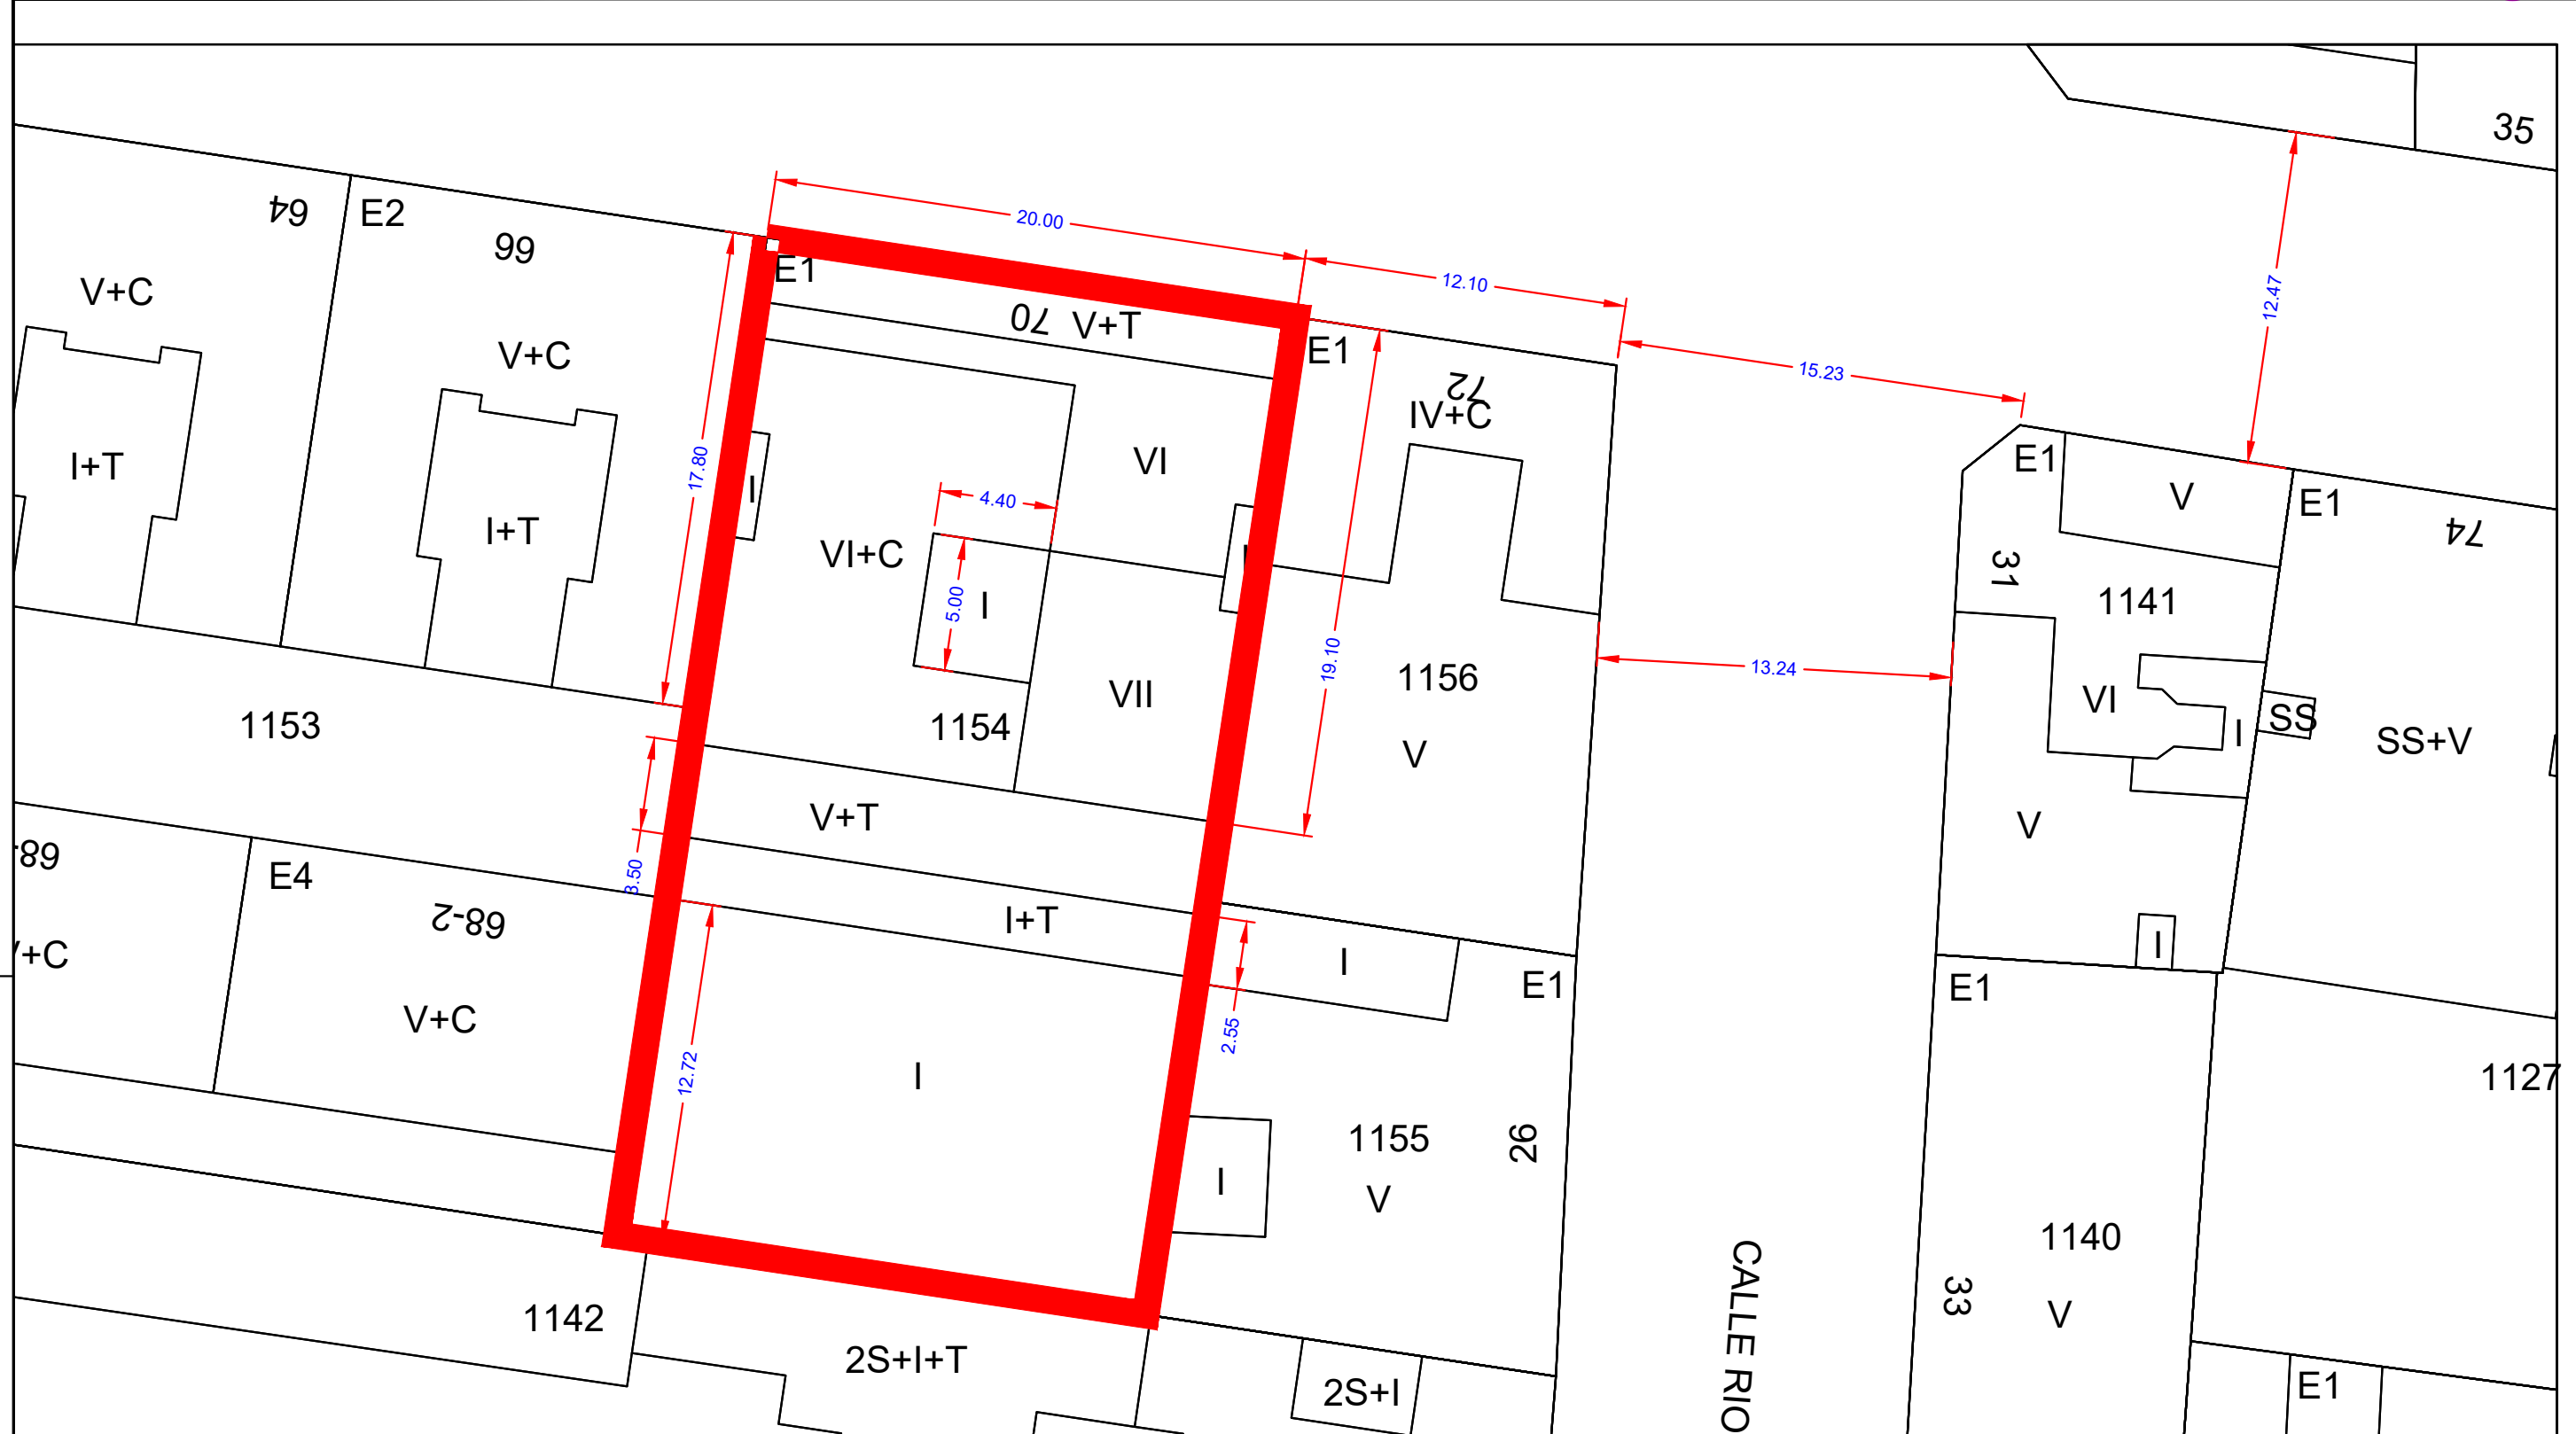 35
64
E2
66
V+C
V+C
I+T
I+T
20.00
12.10
15.23
12.47
E1
70
V+T
E1
72
IV+C
17.80
I
VI
4.40
VI+C
5.00
I
I
VII
1154
19.10
1156
V
13.24
E1
V
E1
74
31
1141
VI
I
SS
SS+V
V
I
1153
V+T
3.50
68-
E4
68-2
V+C
V+C
I+T
I
E1
2.55
12.72
I
I
1155
V
26
E1
1140
33
V
1127
1142
2S+I+T
2S+I
CALLE RIO
E1